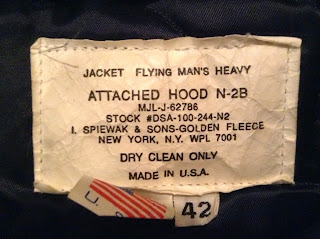 JACKET FLYING MAN'S HEAVY
ATTACHED HOOD N-2B
MJL-J-62786
STOCK #DSA-100-244-N2
I. SPIEWAK & SONS-GOLDEN FLEECE
NEW YORK, N.Y. WPL 7001
DRY CLEAN ONLY
MADE IN U.S.A.
42